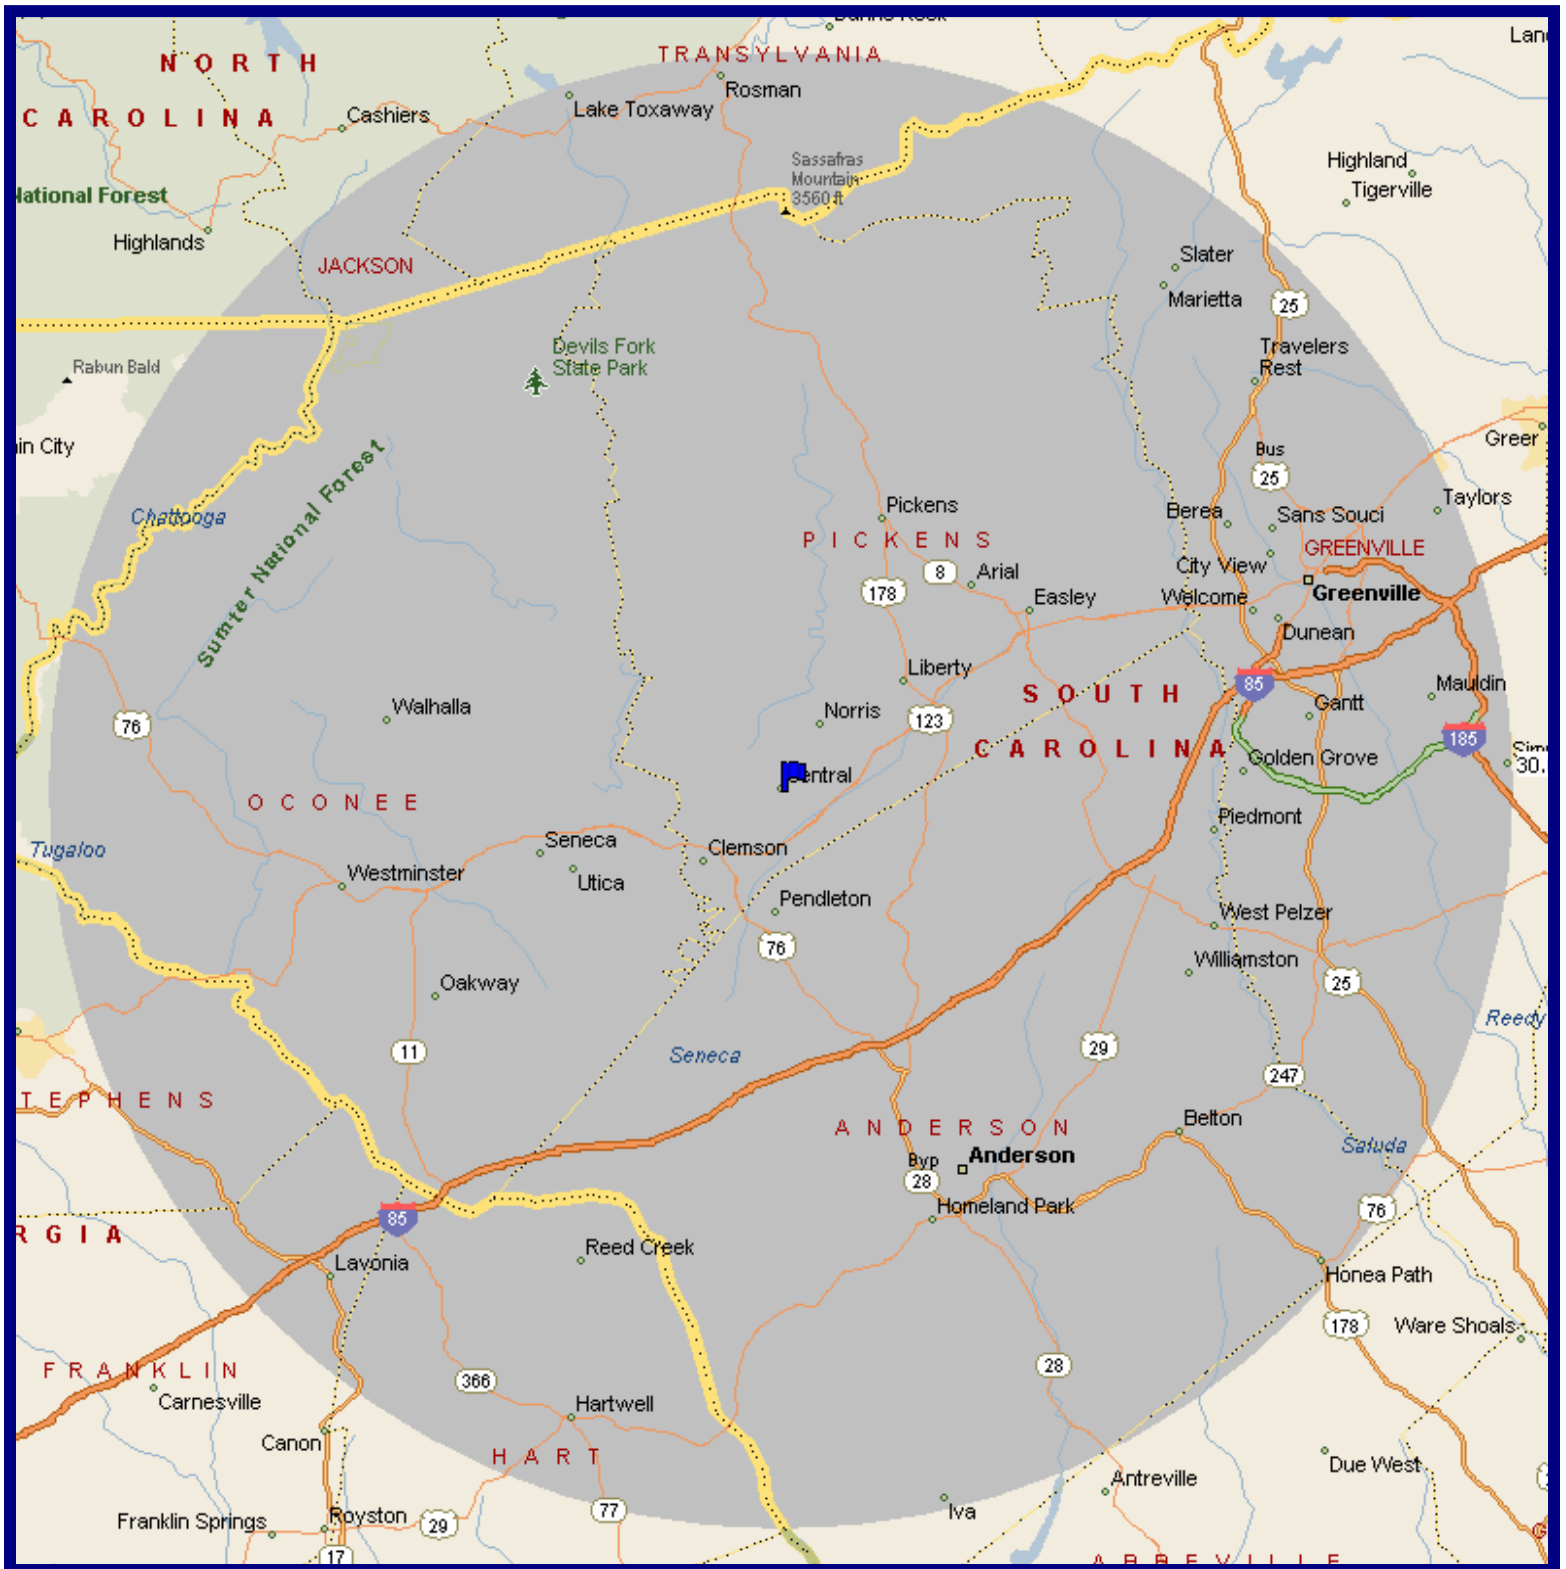 TRANSYLVANIA
NORTH
Rosman
Lake Toxaway
CAROLINA
Cashiers
Sassafras
Mountain
3560 ft
Highland
Tigerville
National Forest
Highlands
JACKSON
Slater
Marietta
25
Travelers
Rest
Devils Fork
State Park
Rabun Bald
Greer
Bus
25
Taylors
Chattooga
Sumter National Forest
Pickens
Berea
Sans Souci
PICKENS
GREENVILLE
City View
8
Arial
178
Easley
Welcome
Greenville
Dunean
Liberty
85
SOUTH
Mauldin
Walhalla
Norris
123
Gantt
76
CAROLINA
185
Golden Grove
30.
Central
OCONEE
Piedmont
Tugaloo
Seneca
Clemson
Westminster
Utica
Pendleton
West Pelzer
76
Williamston
Oakway
25
Reedy
11
Seneca
29
247
TEPHENS
ANDERSON
Belton
Saluda
Anderson
Byp
28
Homeland Park
76
85
RGIA
Reed Creek
Lavonia
Honea Path
178
Ware Shoals
FRANKLIN
28
366
Carnesville
Hartwell
Canon
HART
Due West
Antreville
Iva
77
Franklin Springs
Royston
29
17
ABBEVILLE